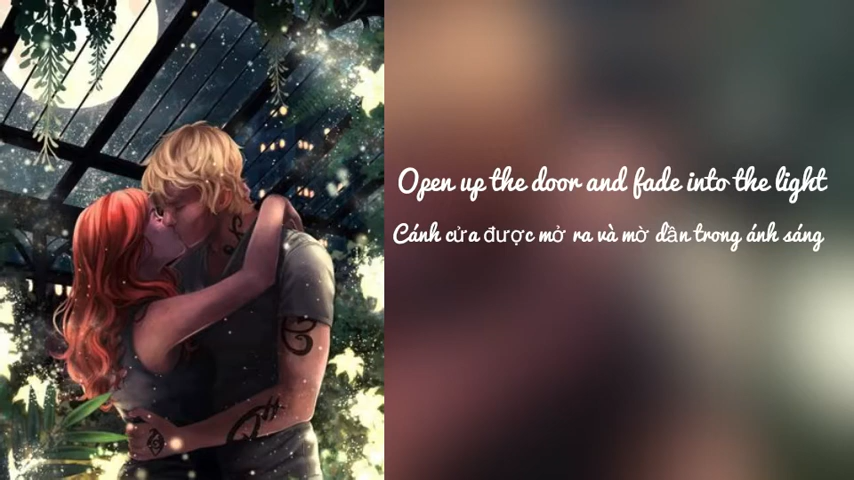 Open up the door and fade into the light
Cánh cửa được mở ra và mờ dần trong ánh sáng